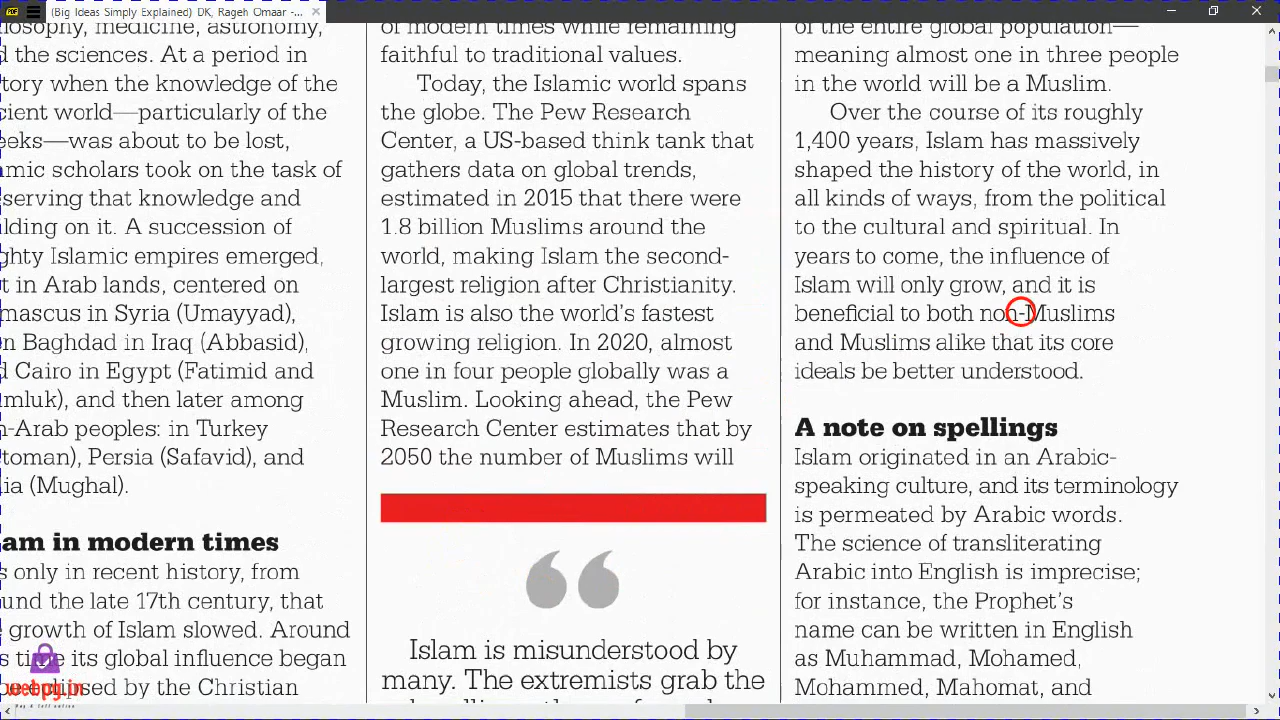 (Big Ideas Simply Explained) DK, Rageh Omaar -...
losophy, medicine, astronomy,
d the sciences. At a period in
tory when the knowledge of the
cient world—particularly of the
eeks—was about to be lost,
mic scholars took on the task of
serving that knowledge and
lding on it. A succession of
ghty Islamic empires emerged,
t in Arab lands, centered on
mascus in Syria (Umayyad),
n Baghdad in Iraq (Abbasid),
d Cairo in Egypt (Fatimid and
mluk), and then later among
n-Arab peoples: in Turkey
toman), Persia (Safavid), and
ia (Mughal).
am in modern times
s only in recent history, from
und the late 17th century, that
growth of Islam slowed. Around
s time its global influence began
eclipsed by the Christian
of modern times while remaining
faithful to traditional values.
Today, the Islamic world spans
the globe. The Pew Research
Center, a US-based think tank that
gathers data on global trends,
estimated in 2015 that there were
1.8 billion Muslims around the
world, making Islam the second-
largest religion after Christianity.
Islam is also the world's fastest
growing religion. In 2020, almost
one in four people globally was a
Muslim. Looking ahead, the Pew
Research Center estimates that by
2050 the number of Muslims will
Islam is misunderstood by
many. The extremists grab the
of the entire global population—
meaning almost one in three people
in the world will be a Muslim.
Over the course of its roughly
1,400 years, Islam has massively
shaped the history of the world, in
all kinds of ways, from the political
to the cultural and spiritual. In
years to come, the influence of
Islam will only grow, and it is
beneficial to both non-Muslims
and Muslims alike that its core
ideals be better understood.
A note on spellings
Islam originated in an Arabic-
speaking culture, and its terminology
is permeated by Arabic words.
The science of transliterating
Arabic into English is imprecise;
for instance, the Prophet's
name can be written in English
as Muhammad, Mohamed,
Mohammed, Mahomat, and
webpg.in
Buy & Sell online